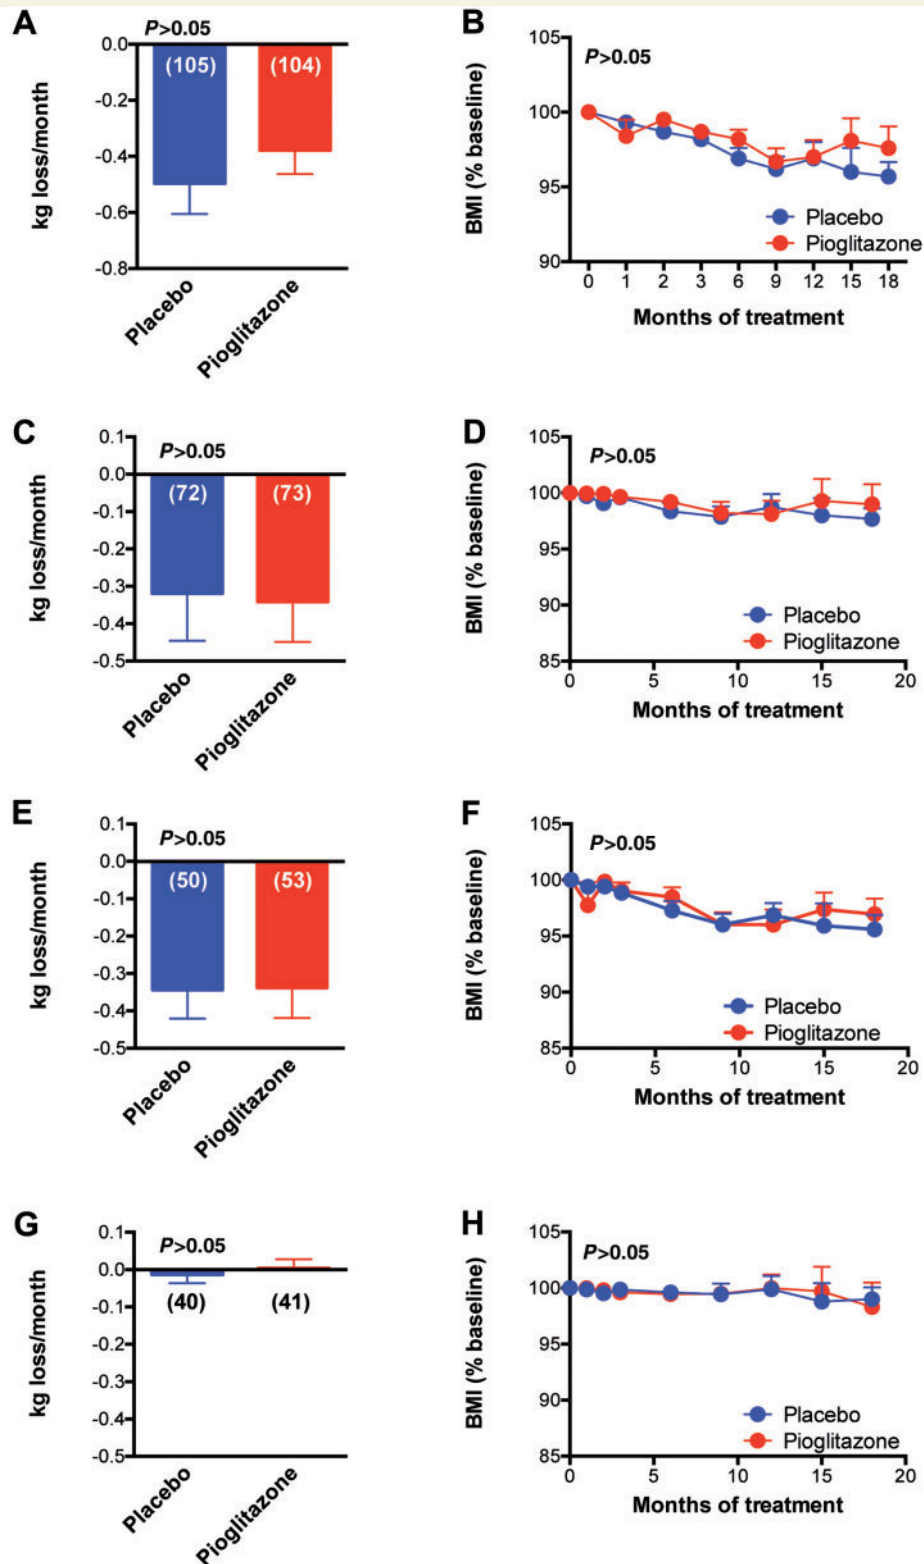 A
P>0.05
0.0
-0.2
-0.4
-0.6
-0.8
kg loss/month
(105)
(104)
Placebo
Pioglitazone
B
P>0.05
105
100
95
90
BMI (% baseline)
Placebo
Pioglitazone
0 1 2 3 6 9 12 15 18
Months of treatment
C
P>0.05
0.1
0.0
-0.1
-0.2
-0.3
-0.4
-0.5
kg loss/month
(72)
(73)
Placebo
Pioglitazone
D
P>0.05
105
100
95
90
85
BMI (% baseline)
Placebo
Pioglitazone
0 5 10 15 20
Months of treatment
E
P>0.05
0.1
0.0
-0.1
-0.2
-0.3
-0.4
-0.5
kg loss/month
(50)
(53)
Placebo
Pioglitazone
F
P>0.05
105
100
95
90
85
BMI (% baseline)
Placebo
Pioglitazone
0 5 10 15 20
Months of treatment
G
P>0.05
0.1
0.0
-0.1
-0.2
-0.3
-0.4
-0.5
kg loss/month
(40)
(41)
Placebo
Pioglitazone
H
P>0.05
105
100
95
90
85
BMI (% baseline)
Placebo
Pioglitazone
0 5 10 15 20
Months of treatment